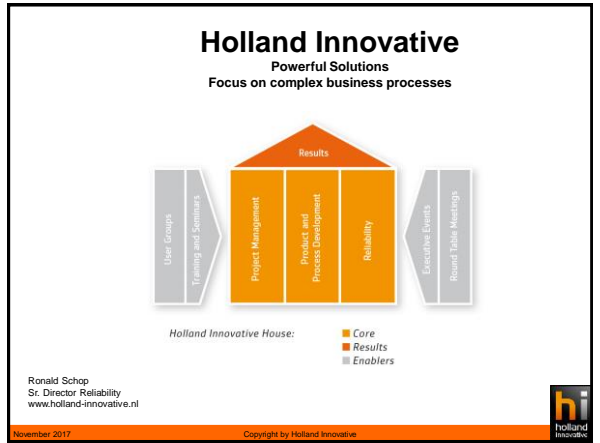 Holland Innovative
Powerful Solutions
Focus on complex business processes
Results
User Groups
Training and Seminars
Project Management
Product and
Process Development
Reliability
Executive Events
Round Table Meetings
Holland Innovative House:
Core
Results
Enablers
Ronald Schop
Sr. Director Reliability
www.holland-innovative.nl
hi
holland
innovative
November 2017
Copyright by Holland Innovative